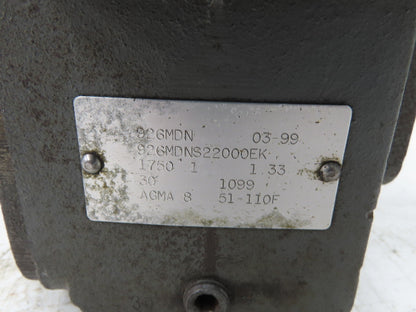 926MDN 03-99
926MDNS22000EK
1750 1 1.33
30 1099
AGMA 8 51-110F